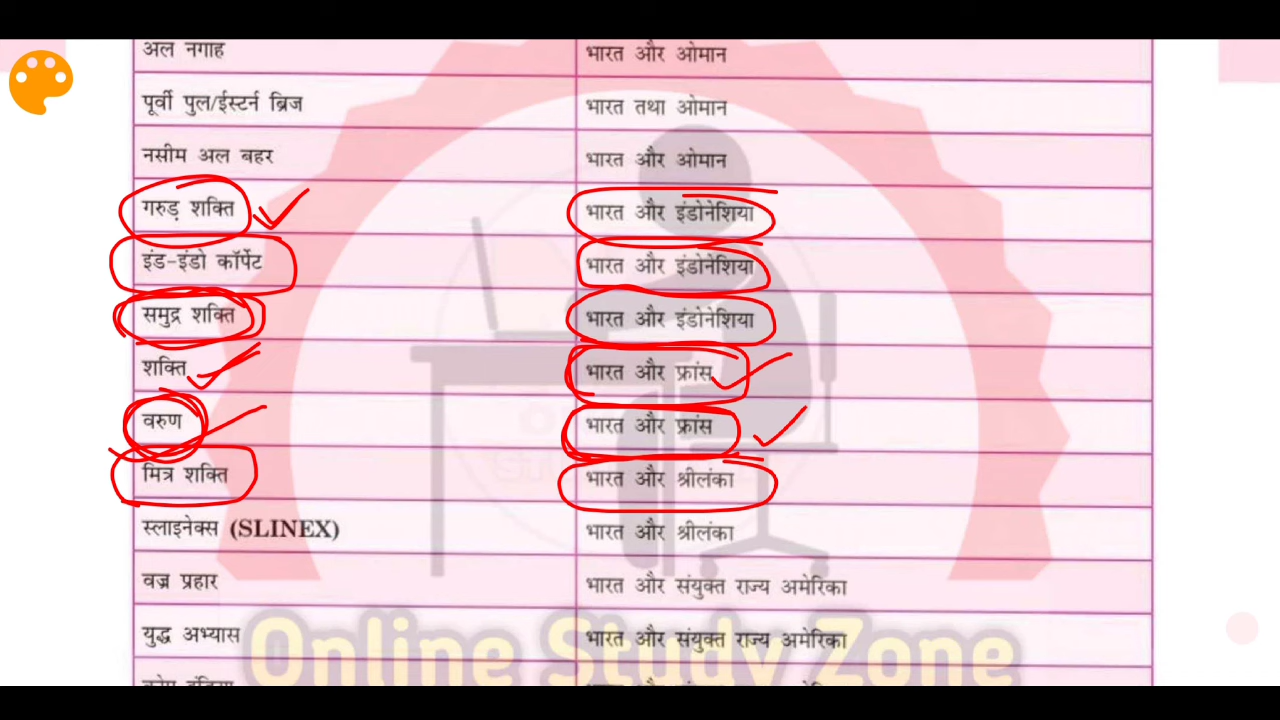 अल नगाह भारत और ओमान
पूर्वी पुल/ईस्टर्न ब्रिज भारत तथा ओमान
नसीम अल बहर भारत और ओमान
गरुड़ शक्ति भारत और इंडोनेशिया
इंड-इंडो कॉर्पेट भारत और इंडोनेशिया
समुद्र शक्ति भारत और इंडोनेशिया
शक्ति भारत और फ्रांस
वरुण भारत और फ्रांस
मित्र शक्ति भारत और श्रीलंका
स्लाइनेक्स (SLINEX) भारत और श्रीलंका
वज्र प्रहार भारत और संयुक्त राज्य अमेरिका
युद्ध अभ्यास भारत और संयुक्त राज्य अमेरिका
Online Study Zone